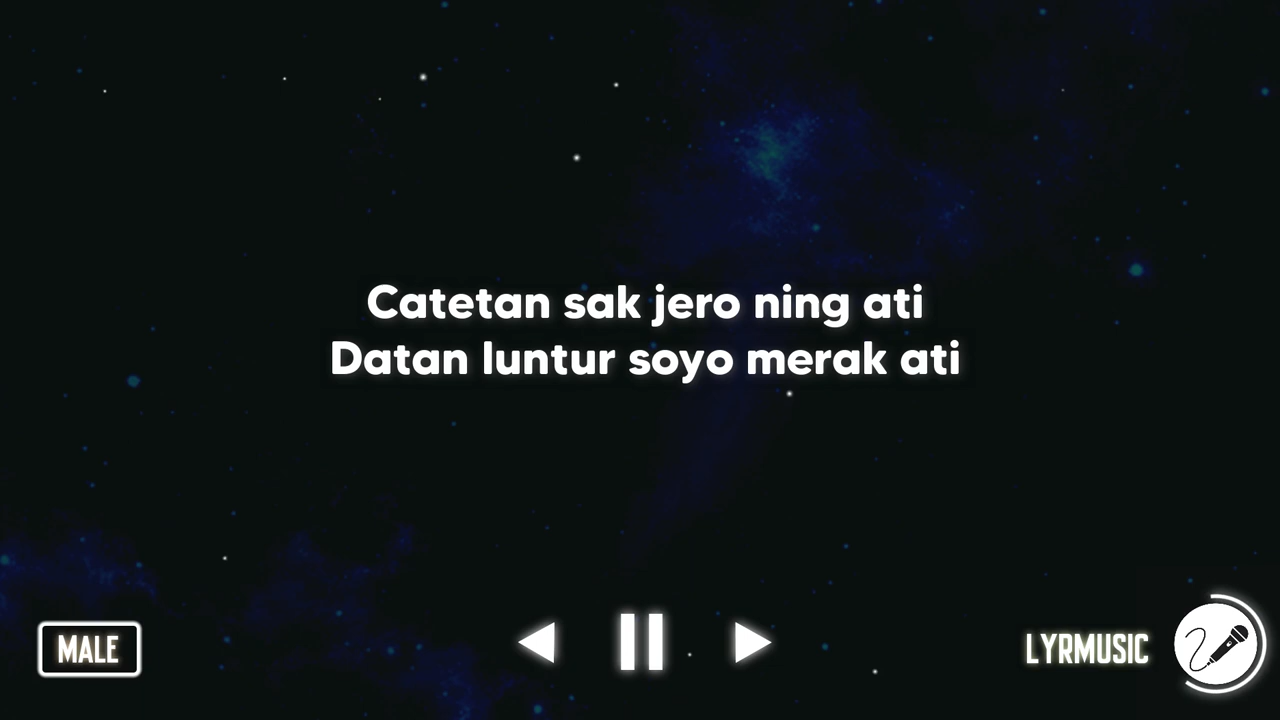 Catetan sak jero ning ati
Datan luntur soyo merak ati
MALE
LYRMUSIC